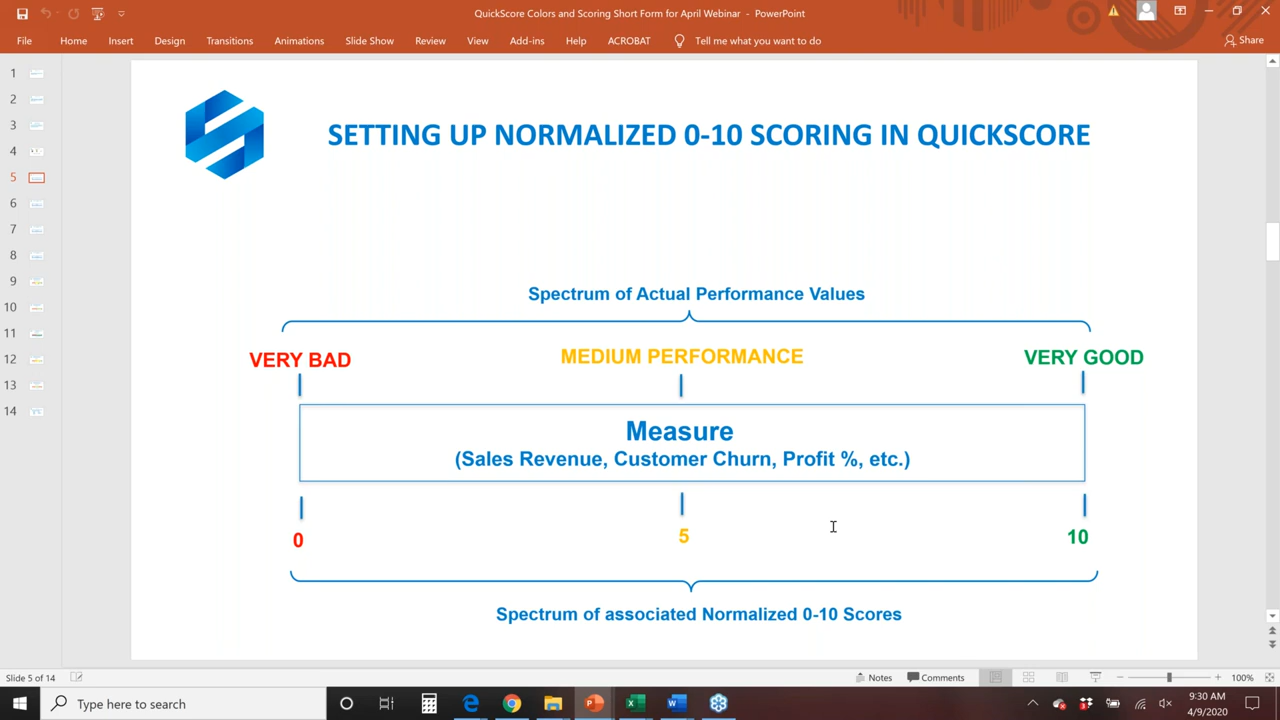 QuickScore Colors and Scoring Short Form for April Webinar - PowerPoint
File Home Insert Design Transitions Animations Slide Show Review View Add-ins Help ACROBAT Tell me what you want to do Share
1
2
3
4
5
6
7
8
9
10
11
12
13
14
SETTING UP NORMALIZED 0-10 SCORING IN QUICKSCORE
Spectrum of Actual Performance Values
VERY BAD MEDIUM PERFORMANCE VERY GOOD
Measure
(Sales Revenue, Customer Churn, Profit %, etc.)
0 5 10
Spectrum of associated Normalized 0-10 Scores
Slide 5 of 14 Notes Comments 100%
Type here to search
9:30 AM
4/9/2020